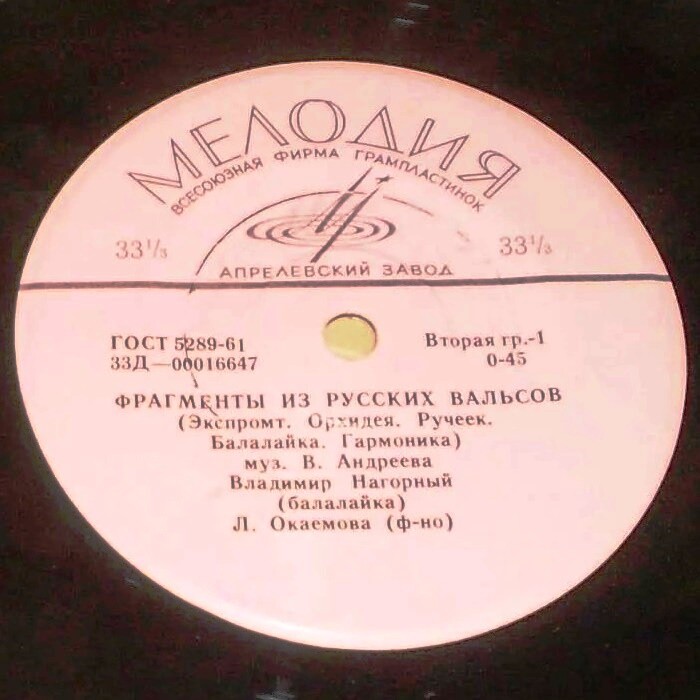 МЕЛОДИЯ
ВСЕСОЮЗНАЯ ФИРМА ГРАМПЛАСТИНОК
33⅓ 33⅓
АПРЕЛЕВСКИЙ ЗАВОД
ГОСТ 5289-61 Вторая гр.-1
33Д—00016647 0-45
ФРАГМЕНТЫ ИЗ РУССКИХ ВАЛЬСОВ
(Экспромт. Орхидея. Ручеек.
Балалайка. Гармоника)
муз. В. Андреева
Владимир Нагорный
(балалайка)
Л. Окаемова (ф-но)